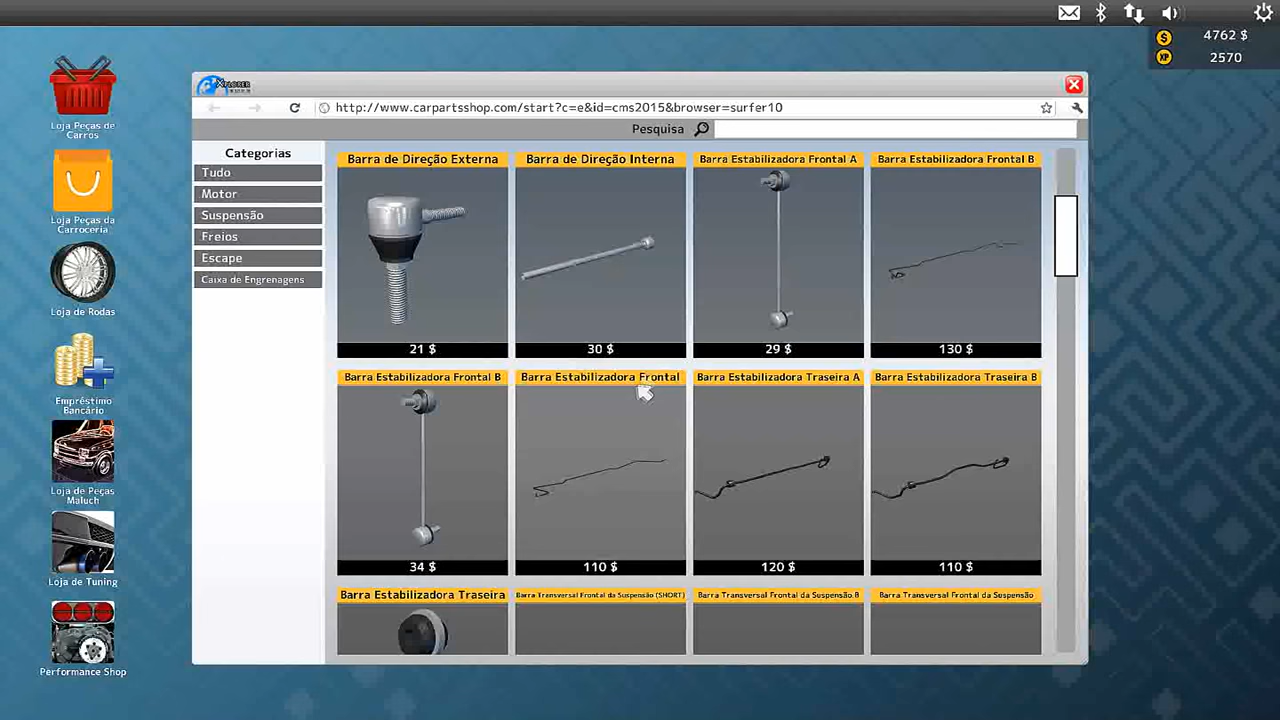 4762 $
2570
XPLORER
http://www.carpartsshop.com/start?c=e&id=cms2015&browser=surfer10
Pesquisa
Categorias
Tudo
Motor
Suspensão
Freios
Escape
Caixa de Engrenagens
Loja Peças de
Carros
Loja Peças da
Carroceria
Loja de Rodas
Empréstimo
Bancário
Loja de Peças
Maluch
Loja de Tuning
Performance Shop
Barra de Direção Externa
21 $
Barra de Direção Interna
30 $
Barra Estabilizadora Frontal A
29 $
Barra Estabilizadora Frontal B
130 $
Barra Estabilizadora Frontal B
34 $
Barra Estabilizadora Frontal
110 $
Barra Estabilizadora Traseira A
120 $
Barra Estabilizadora Traseira B
110 $
Barra Estabilizadora Traseira
Barra Transversal Frontal da Suspensão (SHORT)
Barra Transversal Frontal da Suspensão B
Barra Transversal Frontal da Suspensão